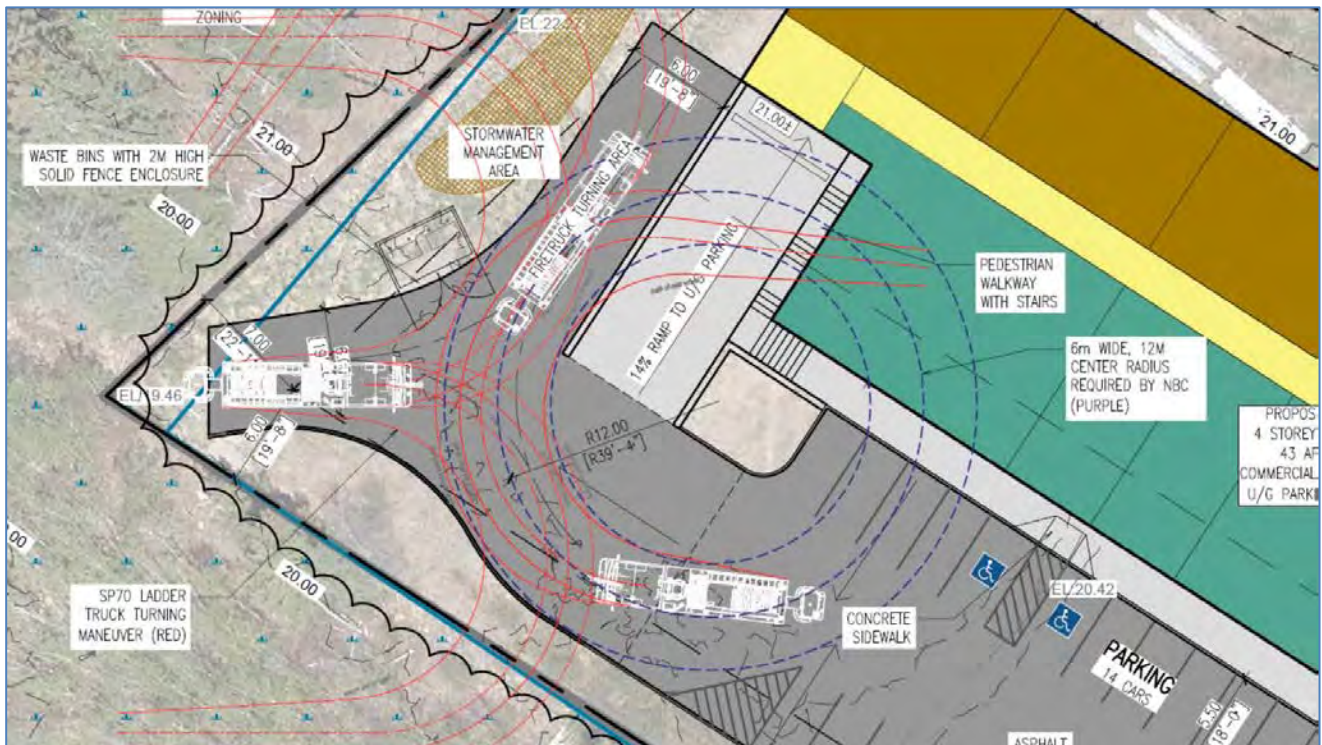 ZONING
EL:22.
6.00
[19'-8"]
21.00±
21.00
21.00
STORMWATER
MANAGEMENT
AREA
WASTE BINS WITH 2M HIGH
SOLID FENCE ENCLOSURE
20.00
FIRETRUCK TURNING AREA
14% RAMP TO U/G PARKING
PEDESTRIAN
WALKWAY
WITH STAIRS
6m WIDE, 12M
CENTER RADIUS
REQUIRED BY NBC
(PURPLE)
7.00
EL/19.46
6.00
[19'-8"]
R12.00
[R39'-4"]
PROPOS
4 STOREY
43 AP
COMMERCIAL
U/G PARKI
.00
20.00
SP70 LADDER
TRUCK TURNING
MANEUVER (RED)
EL/20.42
CONCRETE
SIDEWALK
PARKING
14 CARS
5.50
18'-0"
ASPHALT